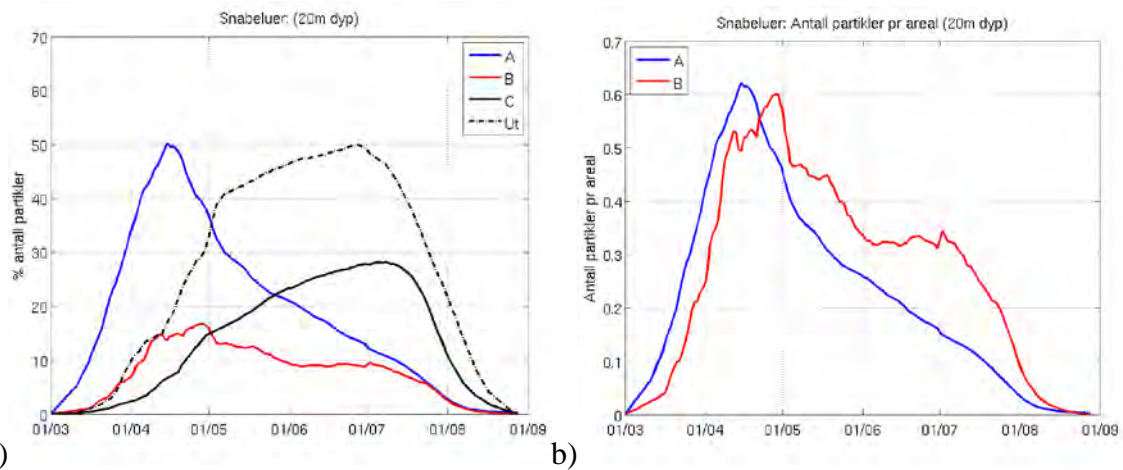 Snabeluer: (20m dyp)
70
60
50
40
30
20
10
0
% antall partikler
A
B
C
Ut
01/03 01/04 01/05 01/06 01/07 01/08 01/09
)
Snabeluer: Antall partikler pr areal (20m dyp)
0.7
0.6
0.5
0.4
0.3
0.2
0.1
0
Antall partikler pr areal
A
B
01/03 01/04 01/05 01/06 01/07 01/08 01/09
b)